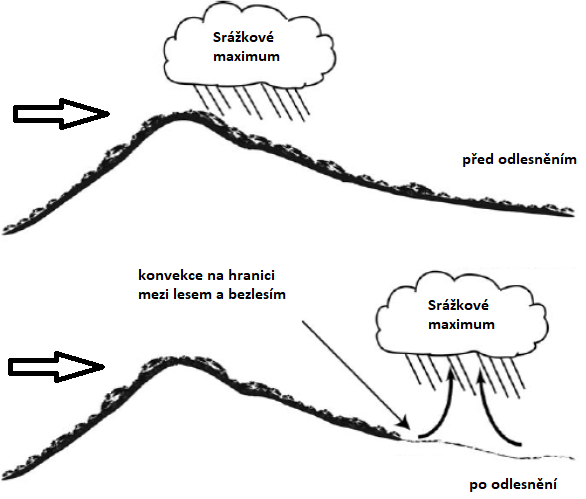 Srážkové
maximum
před odlesněním
konvekce na hranici
mezi lesem a bezlesím
Srážkové
maximum
po odlesnění